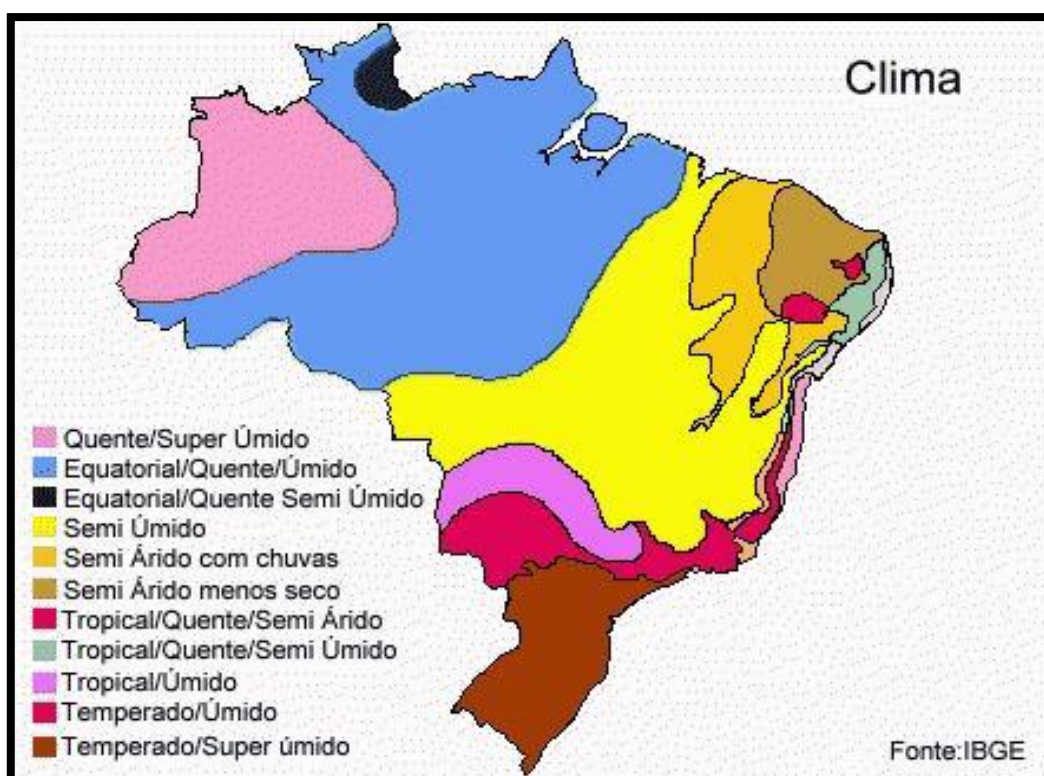 Clima
Quente/Super Úmido
Equatorial/Quente/Úmido
Equatorial/Quente Semi Úmido
Semi Úmido
Semi Árido com chuvas
Semi Árido menos seco
Tropical/Quente/Semi Árido
Tropical/Quente/Semi Úmido
Tropical/Úmido
Temperado/Úmido
Temperado/Super úmido
Fonte:IBGE